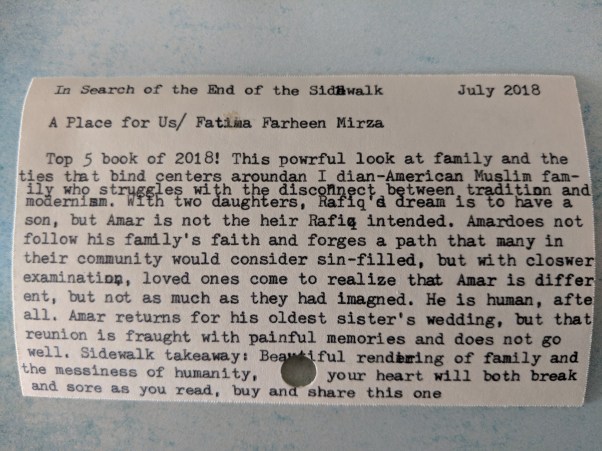 In Search of the End of the Sidewalk July 2018
A Place for Us/ Fatima Farheen Mirza
Top 5 book of 2018! This powrful look at family and the
ties that bind centers aroundan I dian-American Muslim fam-
ily who struggles with the disconnect between tradition and
modernism. With two daughters, Rafiq's dream is to have a
son, but Amar is not the heir Rafiq intended. Amardoes not
follow his family's faith and forges a path that many in
their community would consider sin-filled, but with closwer
examination, loved ones come to realize that Amar is differ
ent, but not as much as they had imagned. He is human, afte
all. Amar returns for his oldest sister's wedding, but that
reunion is fraught with painful memories and does not go
well. Sidewalk takeaway: Beautiful rendering of family and
the messiness of humanity, your heart will both break
and sore as you read, buy and share this one